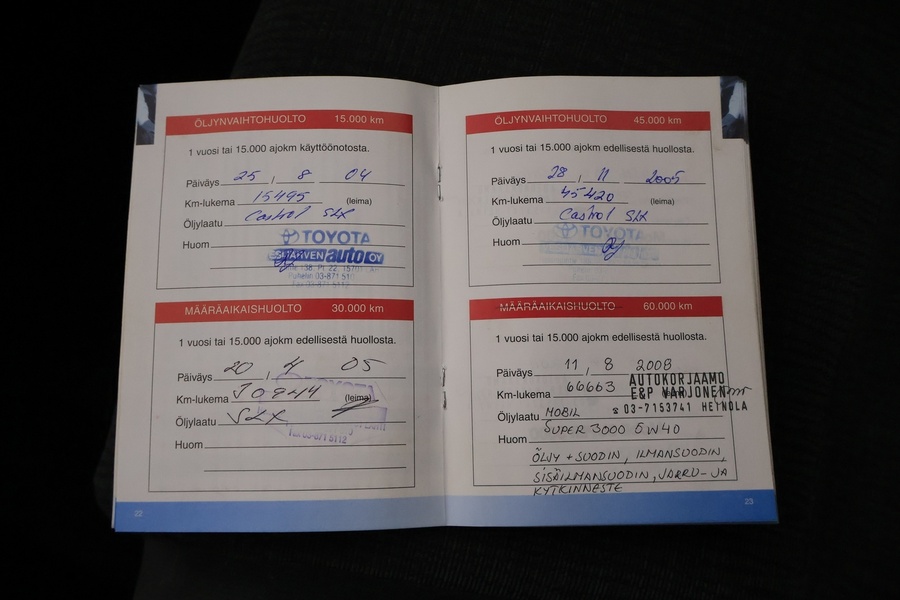 ÖLJYNVAIHTOHUOLTO 15.000 km
1 vuosi tai 15.000 ajokm käyttöönotosta.
Päiväys 25 / 8 04
Km-lukema 15495 (leima)
Öljylaatu Castrol SLX
Huom
TOYOTA
auto OY
MÄÄRÄAIKAISHUOLTO 30.000 km
1 vuosi tai 15.000 ajokm edellisestä huollosta.
Päiväys 20 / 4 05
Km-lukema 30944 (leima)
Öljylaatu SLX
Huom
22
ÖLJYNVAIHTOHUOLTO 45.000 km
1 vuosi tai 15.000 ajokm edellisestä huollosta.
Päiväys 28 / 11 2005
Km-lukema 45420 (leima)
Öljylaatu Castrol SLX
Huom
TOYOTA
MÄÄRÄAIKAISHUOLTO 60.000 km
1 vuosi tai 15.000 ajokm edellisestä huollosta.
Päiväys 11 / 8 2008
Km-lukema 66663
AUTOKORJAAMO
E&P VARJONEN
03-7153741 HEINOLA
Öljylaatu MOBIL
SUPER 3000 5W40
Huom
ÖLJY + SUODIN, ILMANSUODIN,
SISÄILMANSUODIN, JARRU- JA
KYTKINNESTE
23